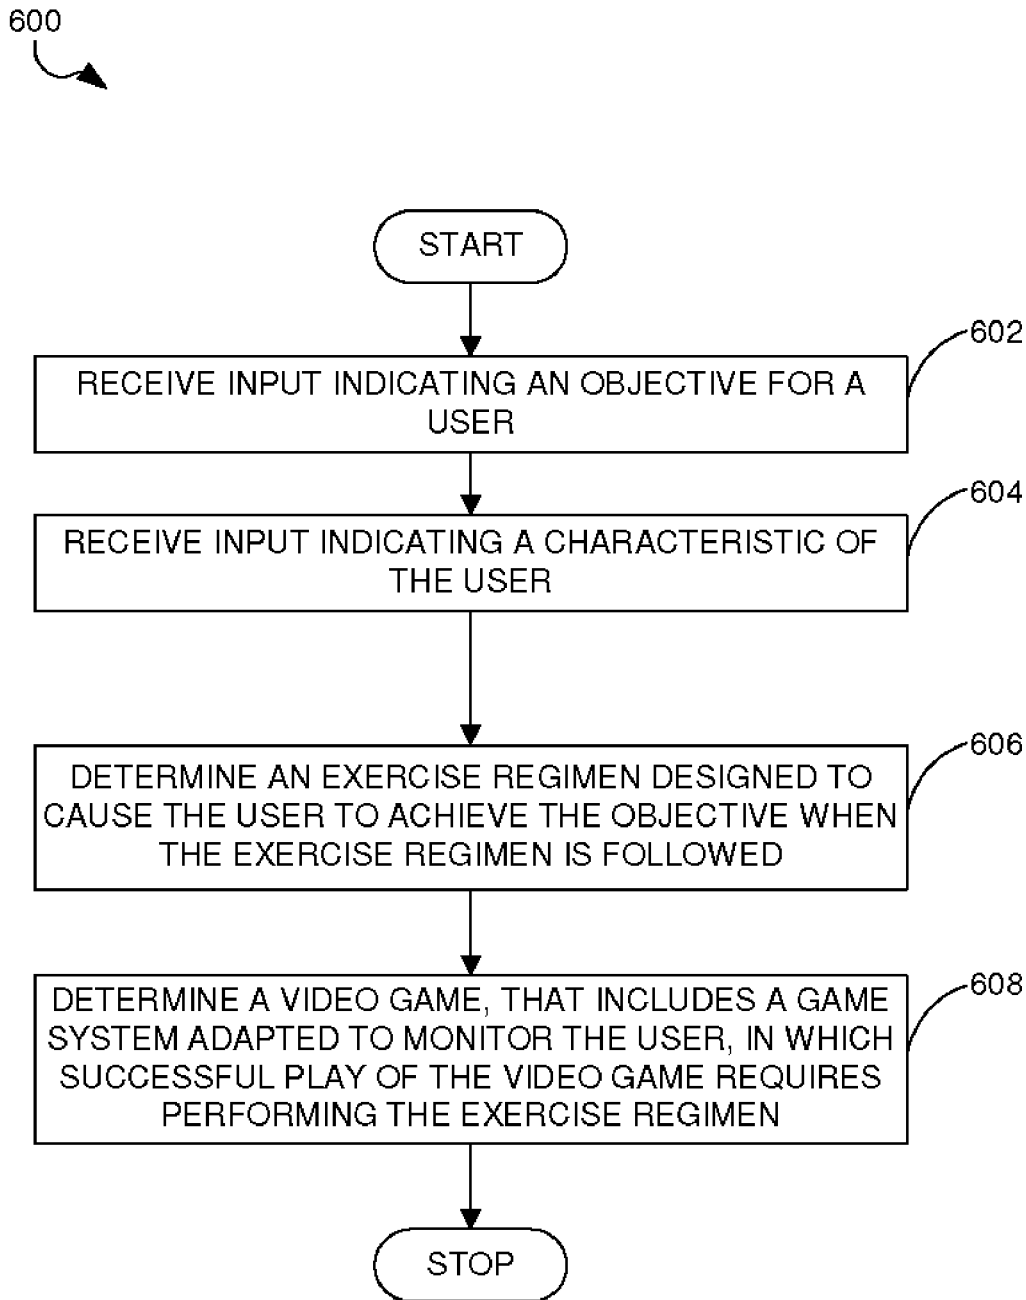 600
START
602
RECEIVE INPUT INDICATING AN OBJECTIVE FOR A
USER
604
RECEIVE INPUT INDICATING A CHARACTERISTIC OF
THE USER
606
DETERMINE AN EXERCISE REGIMEN DESIGNED TO
CAUSE THE USER TO ACHIEVE THE OBJECTIVE WHEN
THE EXERCISE REGIMEN IS FOLLOWED
608
DETERMINE A VIDEO GAME, THAT INCLUDES A GAME
SYSTEM ADAPTED TO MONITOR THE USER, IN WHICH
SUCCESSFUL PLAY OF THE VIDEO GAME REQUIRES
PERFORMING THE EXERCISE REGIMEN
STOP